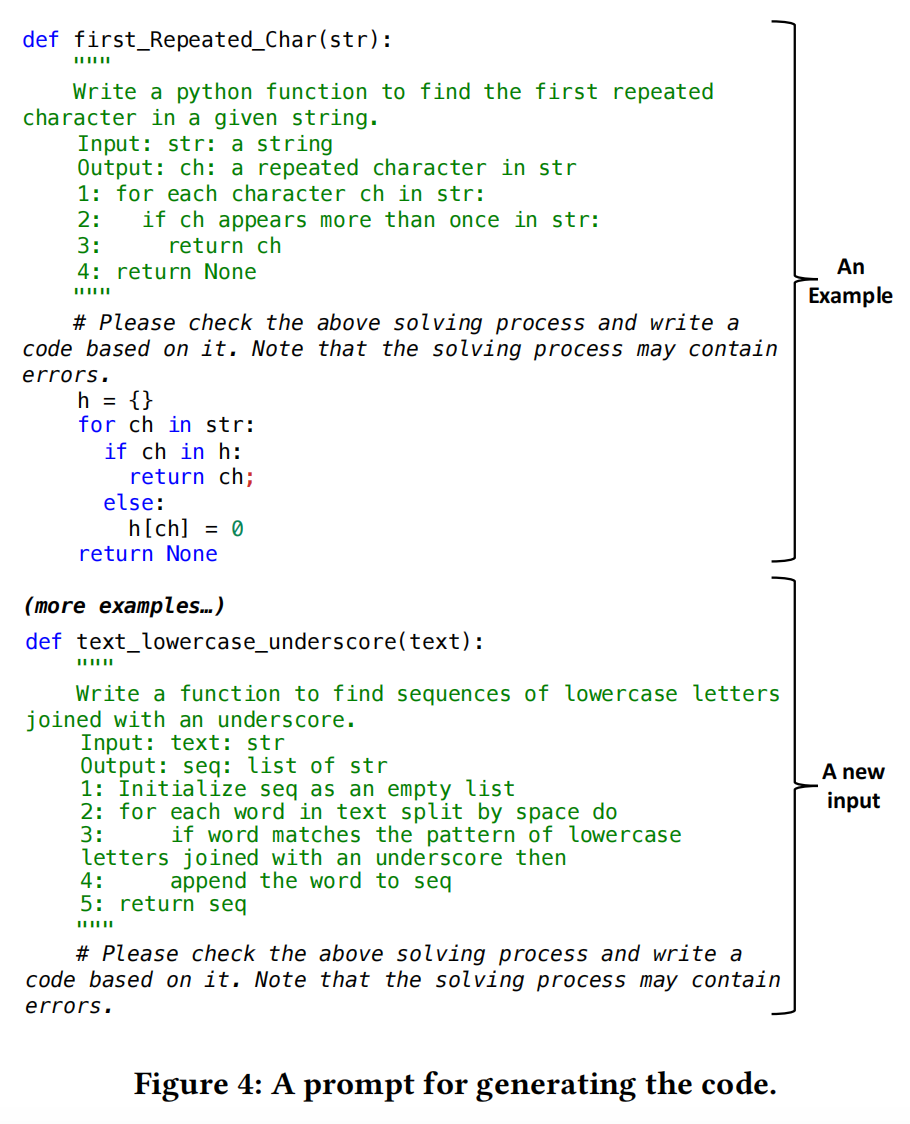 def first_Repeated_Char(str):
    """
    Write a python function to find the first repeated
character in a given string.
    Input: str: a string
    Output: ch: a repeated character in str
    1: for each character ch in str:
    2:   if ch appears more than once in str:
    3:     return ch
    4: return None
    """
    # Please check the above solving process and write a
code based on it. Note that the solving process may contain
errors.
    h = {}
    for ch in str:
      if ch in h:
        return ch;
      else:
        h[ch] = 0
    return None
An
Example
(more examples…)
def text_lowercase_underscore(text):
    """
    Write a function to find sequences of lowercase letters
joined with an underscore.
    Input: text: str
    Output: seq: list of str
    1: Initialize seq as an empty list
    2: for each word in text split by space do
    3:     if word matches the pattern of lowercase
    letters joined with an underscore then
    4:     append the word to seq
    5: return seq
    """
    # Please check the above solving process and write a
code based on it. Note that the solving process may contain
errors.
A new
input
Figure 4: A prompt for generating the code.